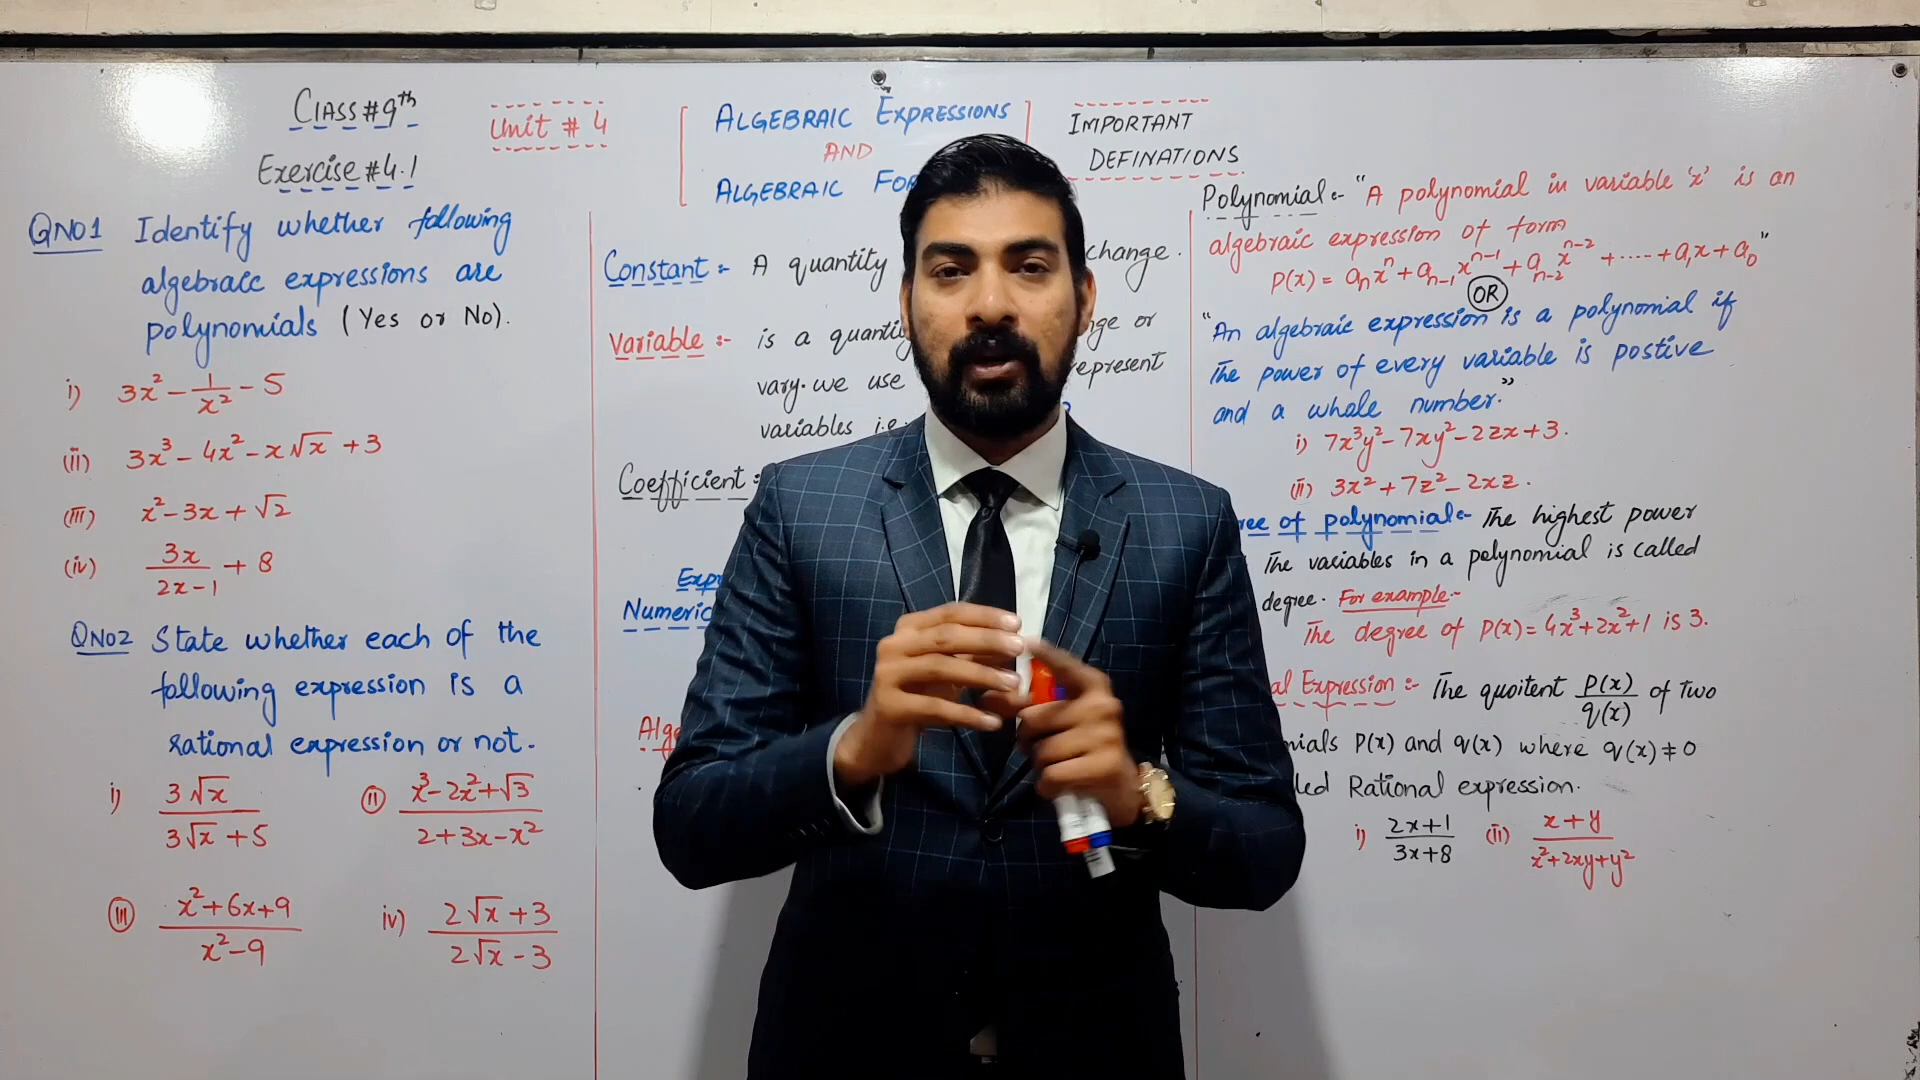 CLASS#9th
Exercise #4.1
Unit # 4
ALGEBRAIC EXPRESSIONS
AND
ALGEBRAIC
IMPORTANT
DEFINATIONS
QNO1 Identify whether following
algebraic expressions are
polynomials (Yes or No).
i) 3x² - 1/x² - 5
(ii) 3x³ - 4x² - x√x + 3
(iii) x² - 3x + √2
(iv) 3x/(2x-1) + 8
QNO2 State whether each of the
following expression is a
rational expression or not.
i) 3√x/(3√x + 5) (ii) (x³-2x²+√3)/(2+3x-x²)
(iii) (x²+6x+9)/(x²-9) iv) (2√x+3)/(2√x-3)
Constant :- A quantity change.
Variable :- is a quanti or
vary. we use
variables i.e.
Coefficient :
Numeric
Polynomial :- "A polynomial in variable 'x' is an
algebraic expression of form
P(x) = aₙxⁿ + aₙ₋₁xⁿ⁻¹ + aₙ₋₂xⁿ⁻² + ..... + a₁x + a₀"
OR
"An algebraic expression is a polynomial if
The power of every variable is postive
and a whole number."
i) 7x³y² - 7xy² - 2zx + 3.
(ii) 3x² + 7z² - 2xz.
ree of polynomial :- The highest power
The variables in a polynomial is called
degree. For example :-
The degree of P(x) = 4x³ + 2x² + 1 is 3.
al Expression :- The quoitent P(x)/q(x) of Two
mials P(x) and q(x) where q(x) ≠ 0
led Rational expression.
i) (2x+1)/(3x+8) (ii) (x+y)/(x²+2xy+y²)